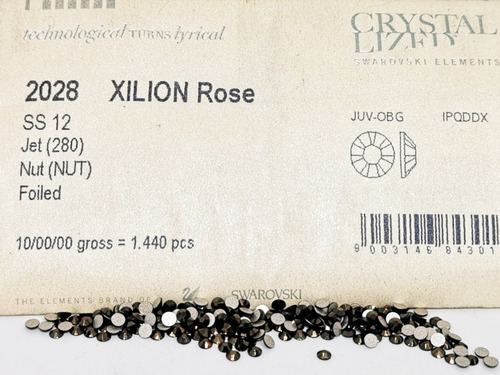 technological TURNS lyrical
CRYSTAL
LIZED
SWAROVSKI ELEMENTS
2028 XILION Rose
SS 12
Jet (280)
Nut (NUT)
Foiled
JUV-OBG IPQDDX
10/00/00 gross = 1.440 pcs
9 003146 84301
THE ELEMENTS BRAND OF SWAROVSKI